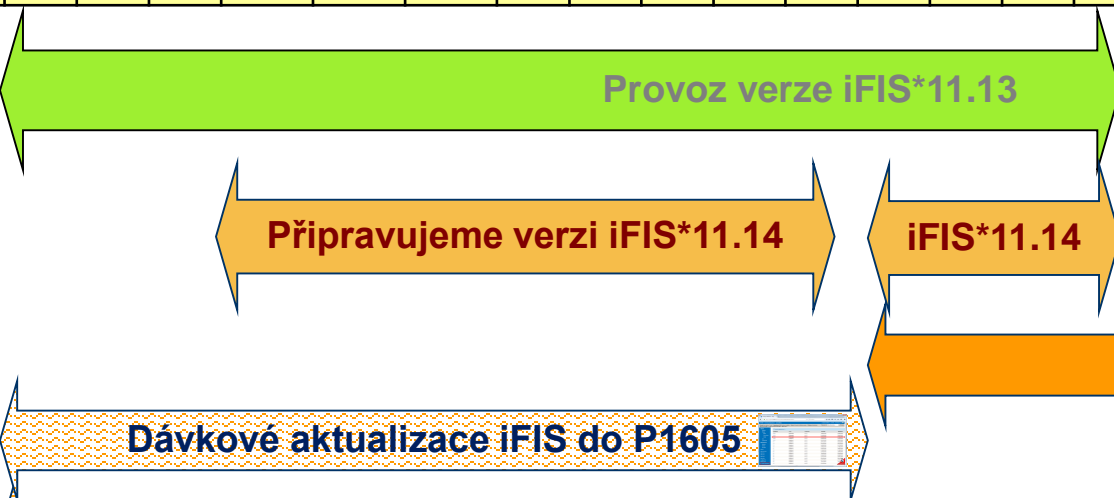 Provoz verze iFIS*11.13
Připravujeme verzi iFIS*11.14
iFIS*11.14
Dávkové aktualizace iFIS do P1605